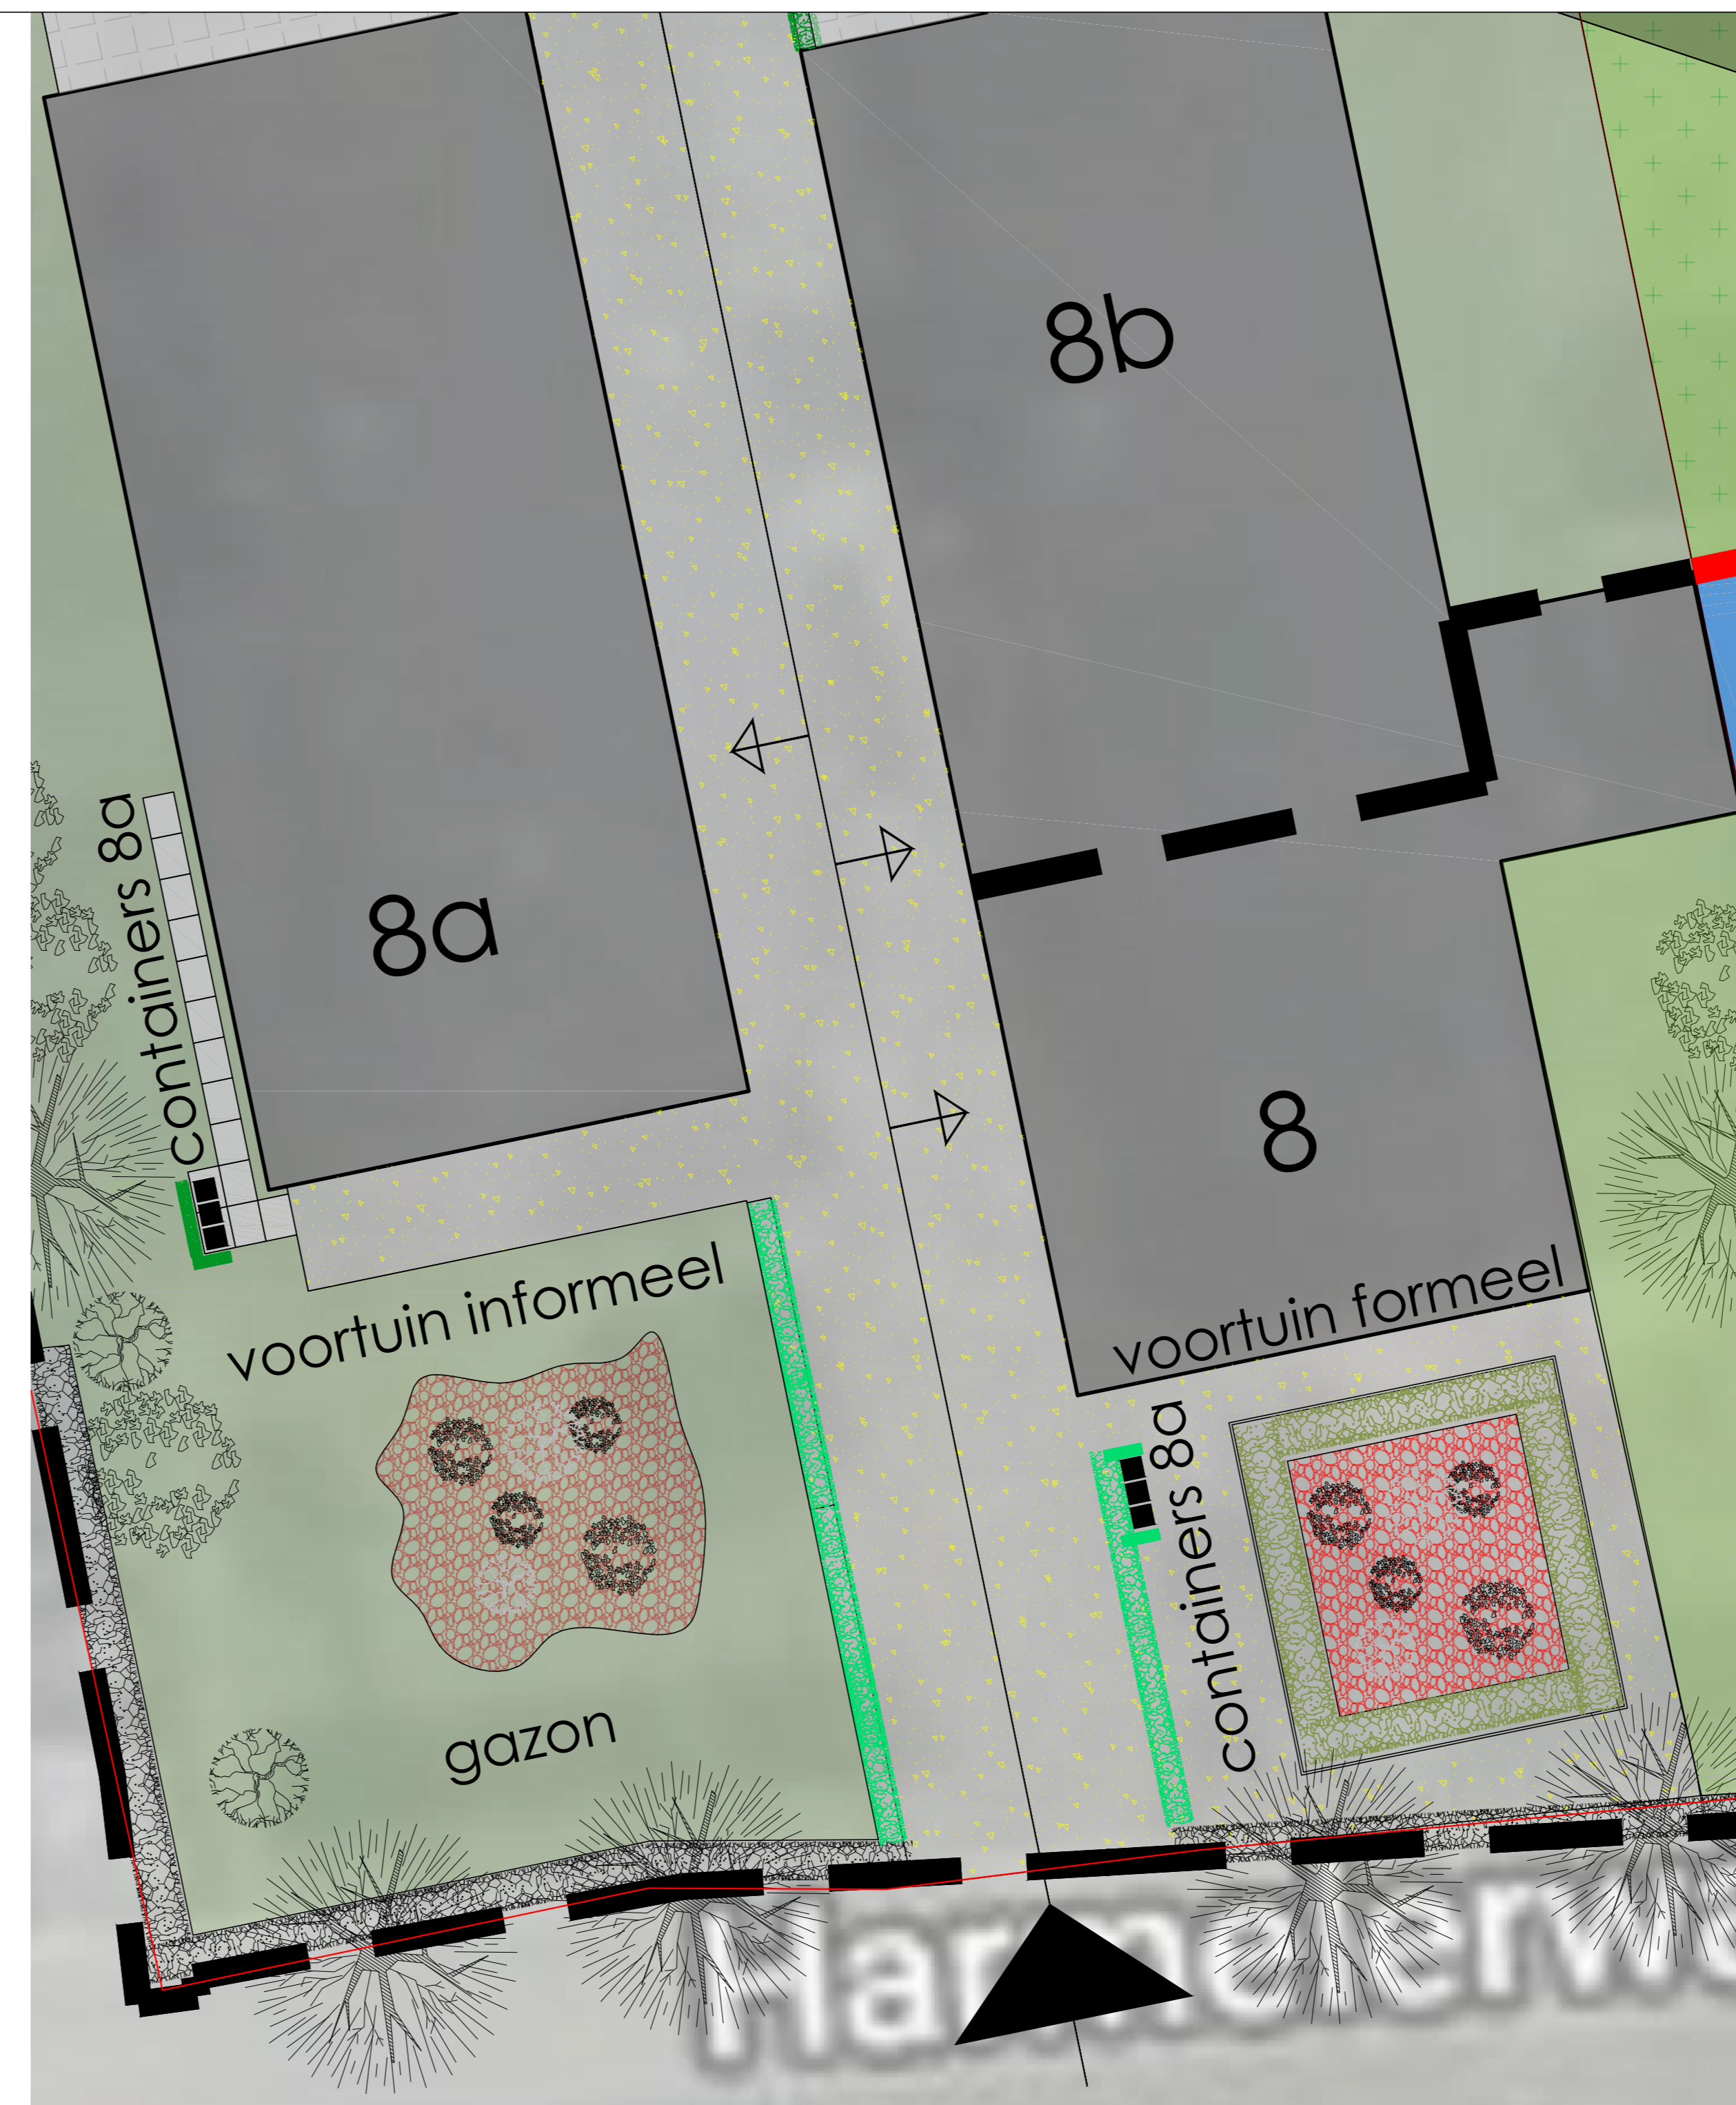 8b
containers 8a
8a
8
voortuin informeel
voortuin formeel
containers 8a
gazon